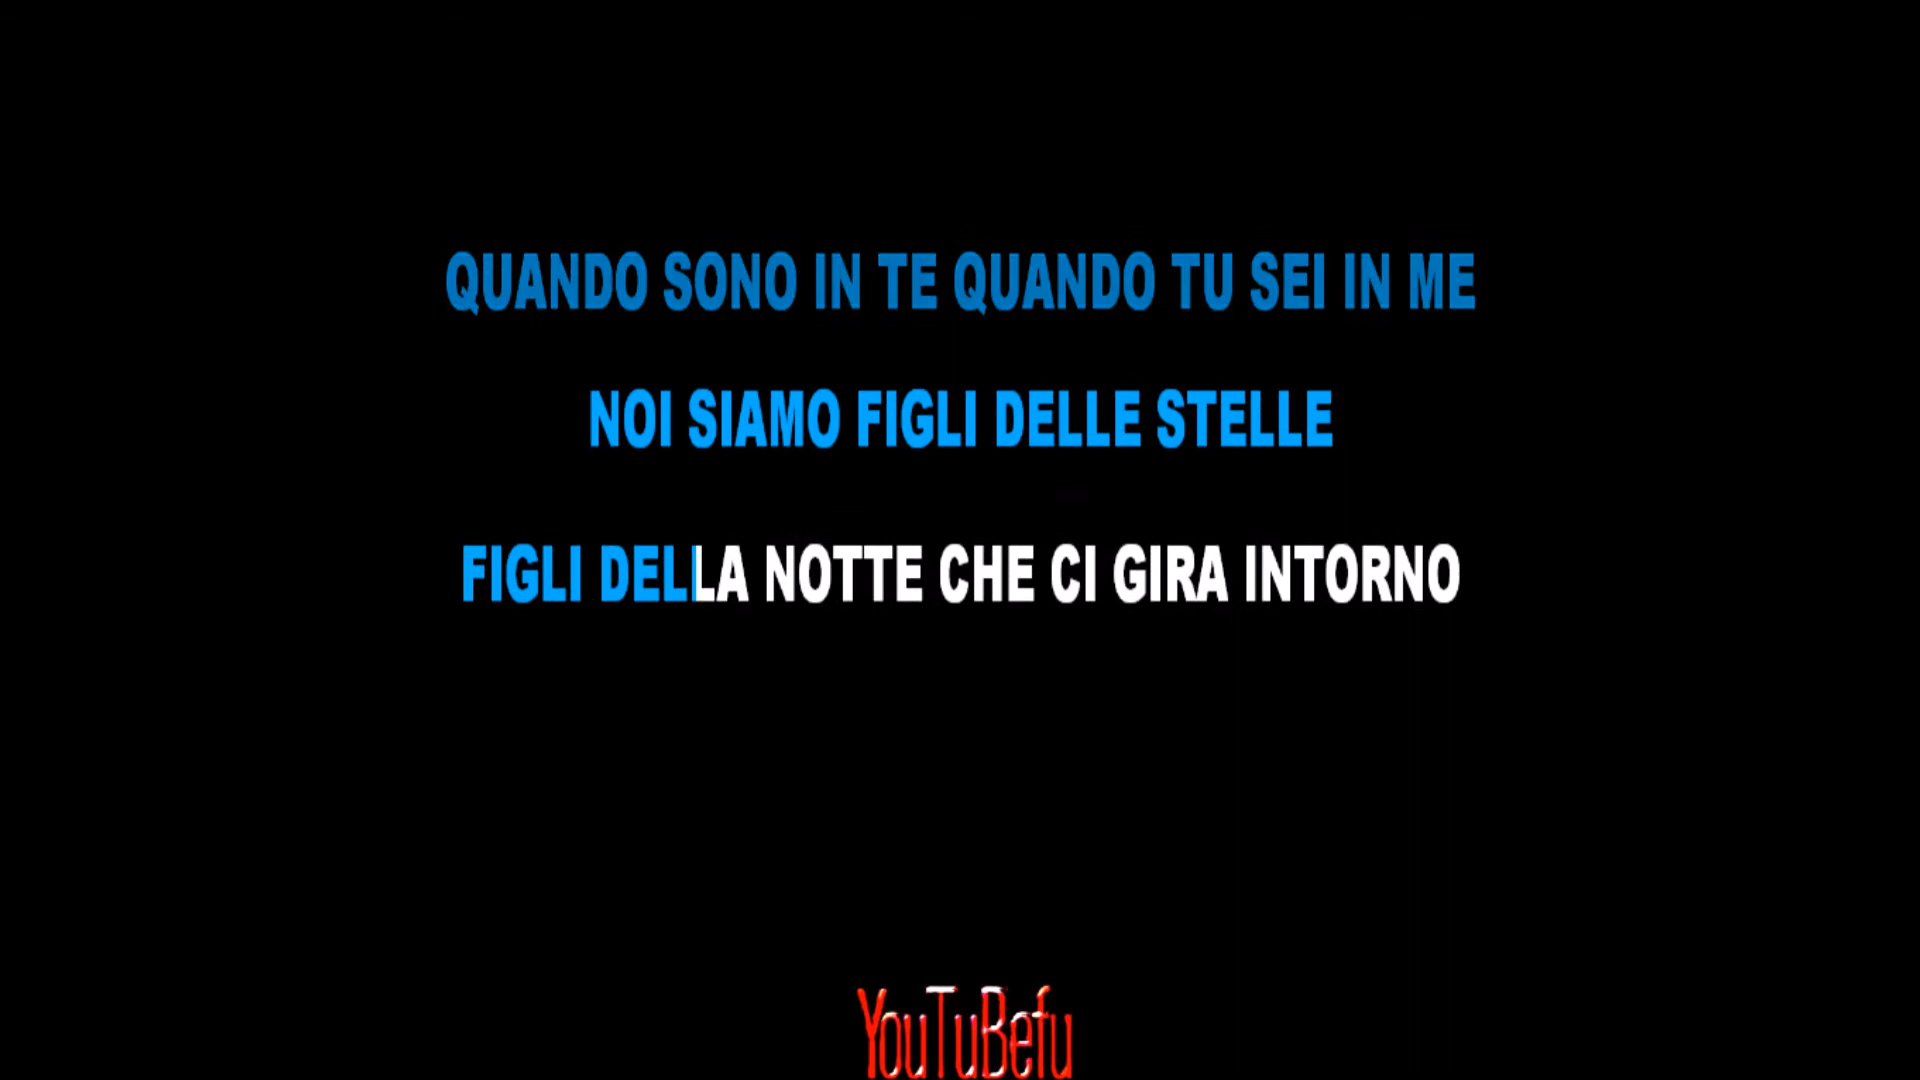 QUANDO SONO IN TE QUANDO TU SEI IN ME
NOI SIAMO FIGLI DELLE STELLE
FIGLI DELLA NOTTE CHE CI GIRA INTORNO
YouTuBefu